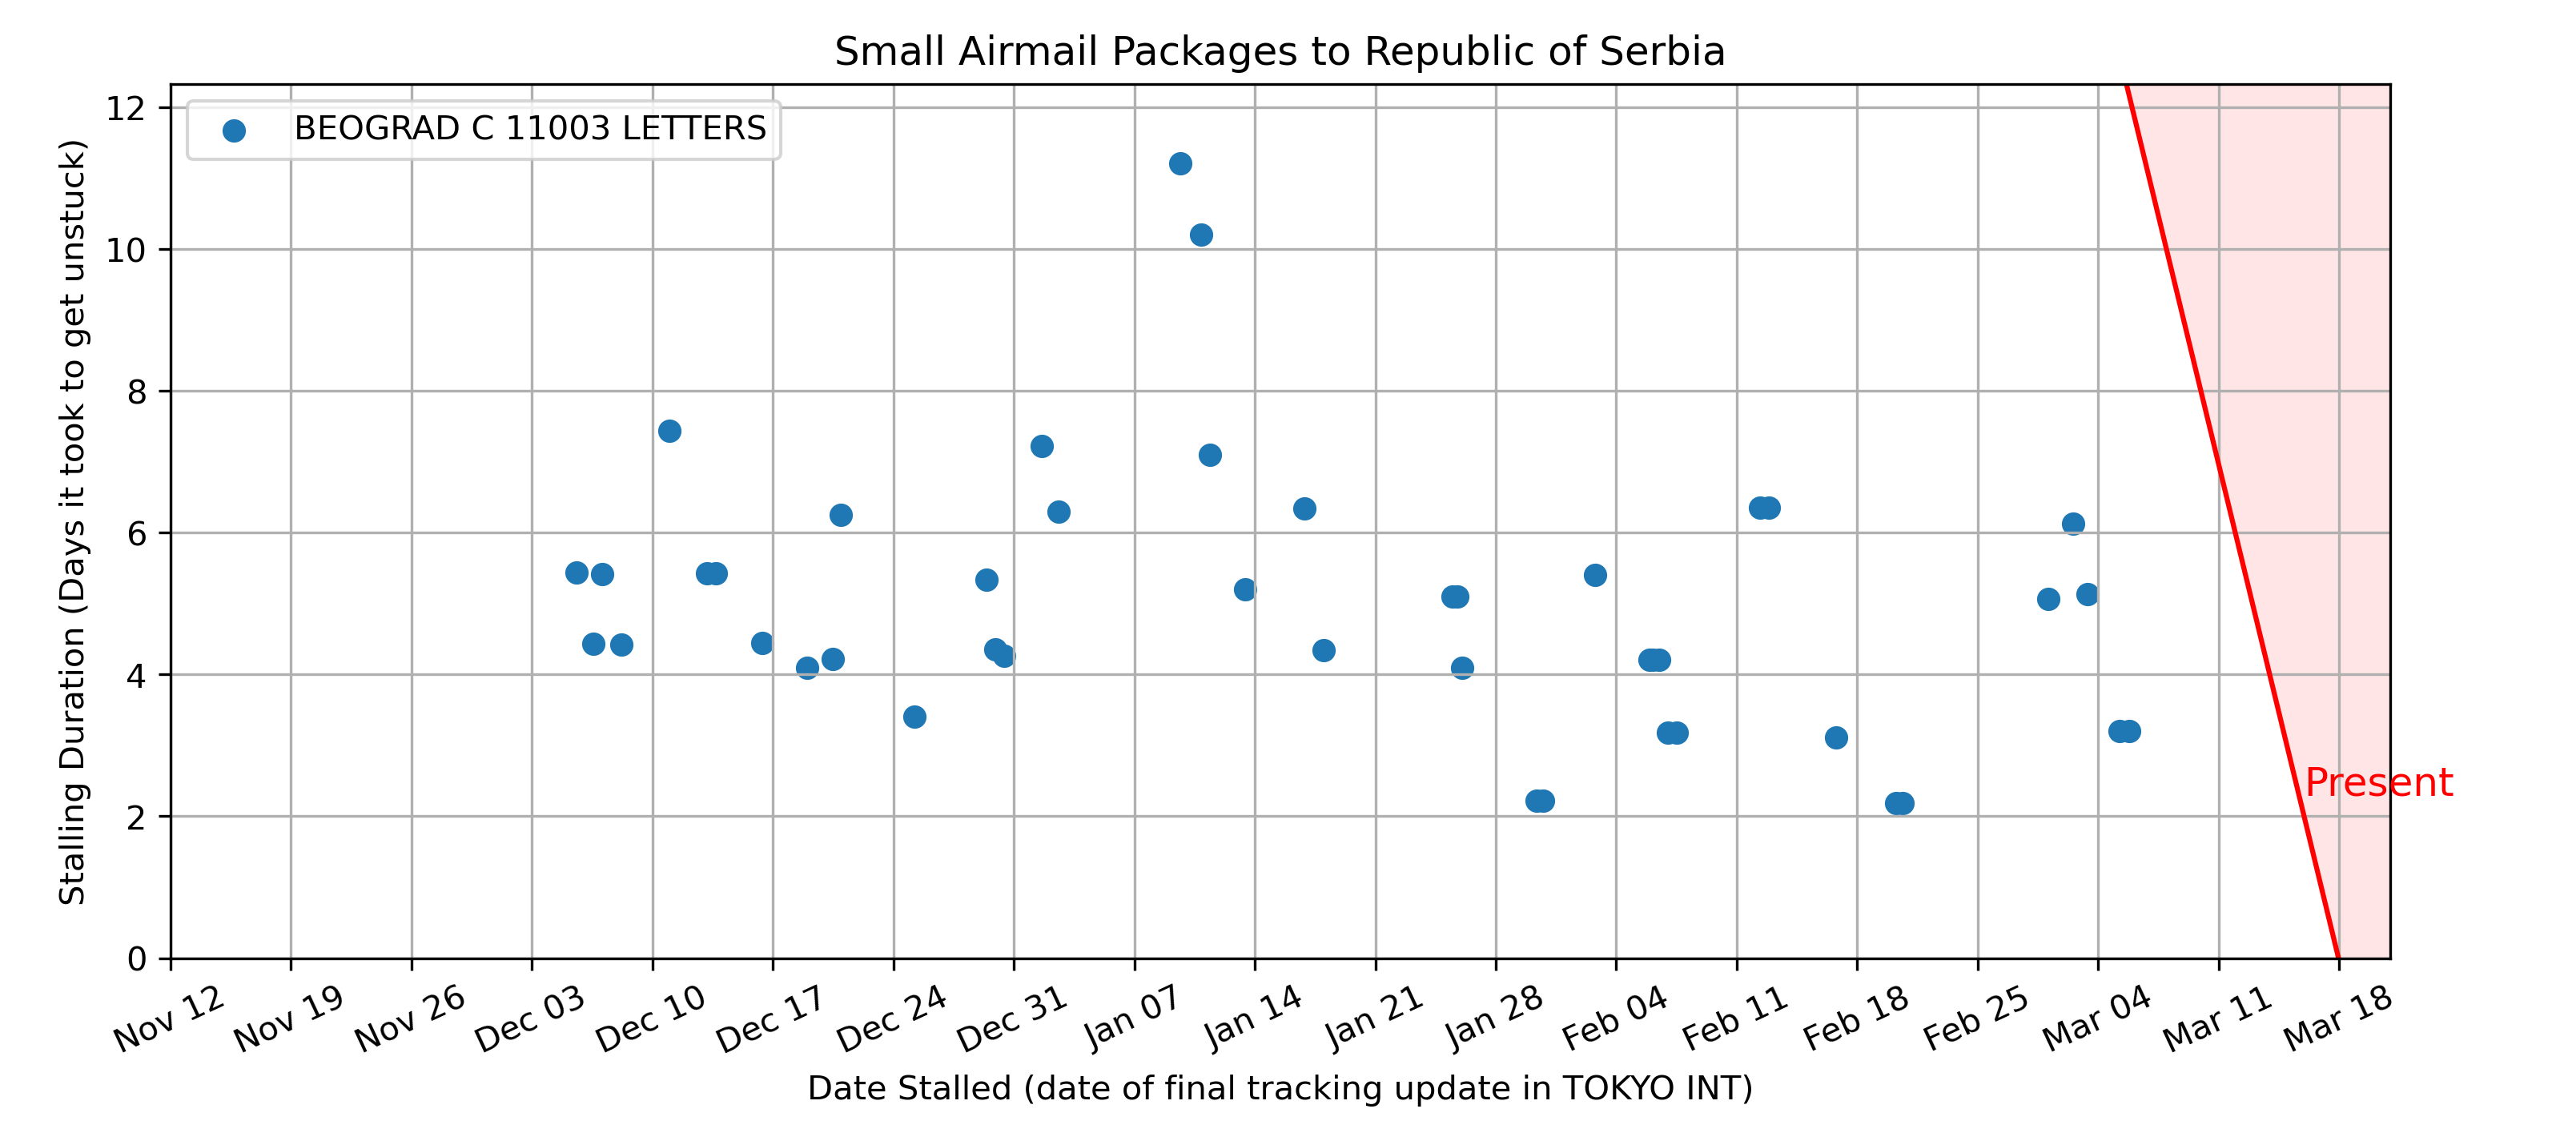 Small Airmail Packages to Republic of Serbia
BEOGRAD C 11003 LETTERS
Stalling Duration (Days it took to get unstuck)
12
10
8
6
4
2
0
Present
Nov 12
Nov 19
Nov 26
Dec 03
Dec 10
Dec 17
Dec 24
Dec 31
Jan 07
Jan 14
Jan 21
Jan 28
Feb 04
Feb 11
Feb 18
Feb 25
Mar 04
Mar 11
Mar 18
Date Stalled (date of final tracking update in TOKYO INT)